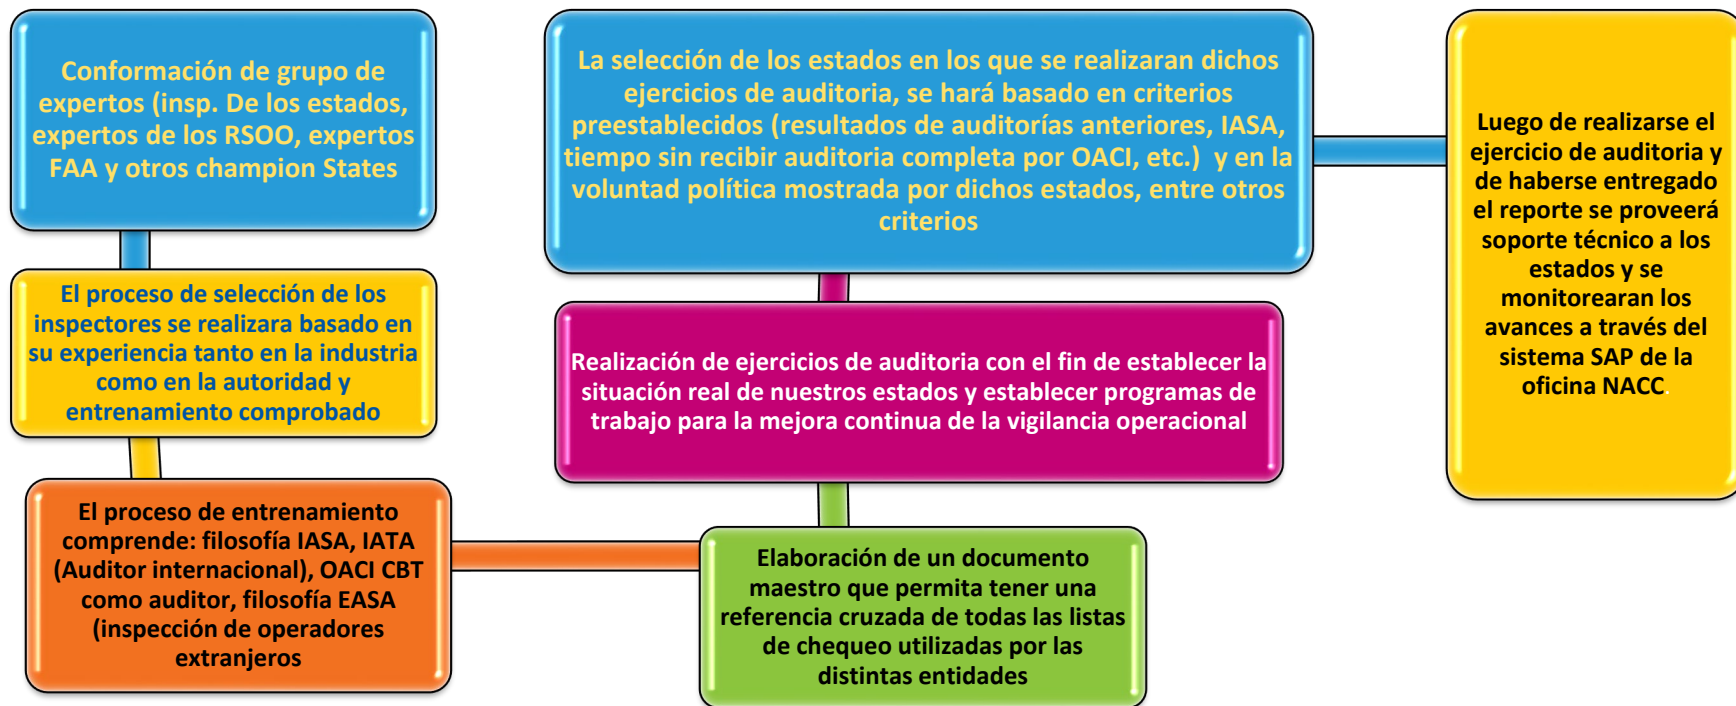 Conformación de grupo de
expertos (insp. De los estados,
expertos de los RSOO, expertos
FAA y otros champion States
El proceso de selección de los
inspectores se realizara basado en
su experiencia tanto en la industria
como en la autoridad y
entrenamiento comprobado
El proceso de entrenamiento
comprende: filosofía IASA, IATA
(Auditor internacional), OACI CBT
como auditor, filosofía EASA
(inspección de operadores
extranjeros
Elaboración de un documento
maestro que permita tener una
referencia cruzada de todas las listas
de chequeo utilizadas por las
distintas entidades
Realización de ejercicios de auditoria con el fin de establecer la
situación real de nuestros estados y establecer programas de
trabajo para la mejora continua de la vigilancia operacional
La selección de los estados en los que se realizaran dichos
ejercicios de auditoria, se hará basado en criterios
preestablecidos (resultados de auditorías anteriores, IASA,
tiempo sin recibir auditoria completa por OACI, etc.) y en la
voluntad política mostrada por dichos estados, entre otros
criterios
Luego de realizarse el
ejercicio de auditoria y
de haberse entregado
el reporte se proveerá
soporte técnico a los
estados y se
monitorearan los
avances a través del
sistema SAP de la
oficina NACC.